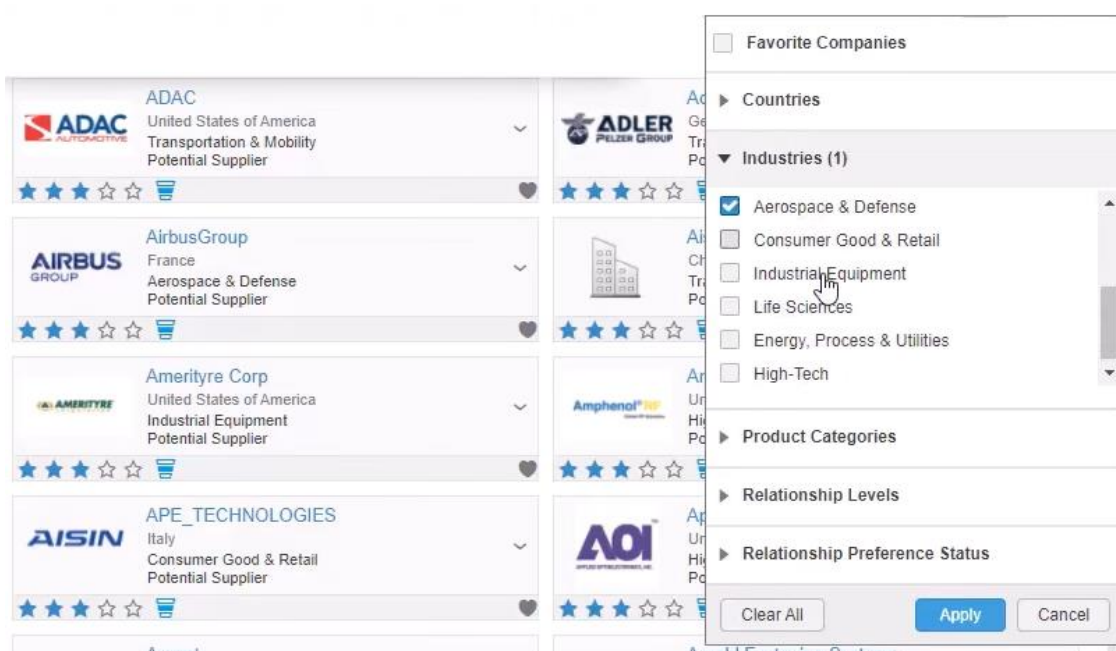 Favorite Companies
Countries
Industries (1)
Aerospace & Defense
Consumer Good & Retail
Industrial Equipment
Life Sciences
Energy, Process & Utilities
High-Tech
Product Categories
Relationship Levels
Relationship Preference Status
Clear All
Apply
Cancel
ADAC
AUTOMOTIVE
ADAC
United States of America
Transportation & Mobility
Potential Supplier
ADLER
PELZER GROUP
AIRBUS
GROUP
AirbusGroup
France
Aerospace & Defense
Potential Supplier
AMERITYRE
Amerityre Corp
United States of America
Industrial Equipment
Potential Supplier
Amphenol®
AISIN
APE_TECHNOLOGIES
Italy
Consumer Good & Retail
Potential Supplier
AOI
APPLIED OPTOELECTRONICS, INC.